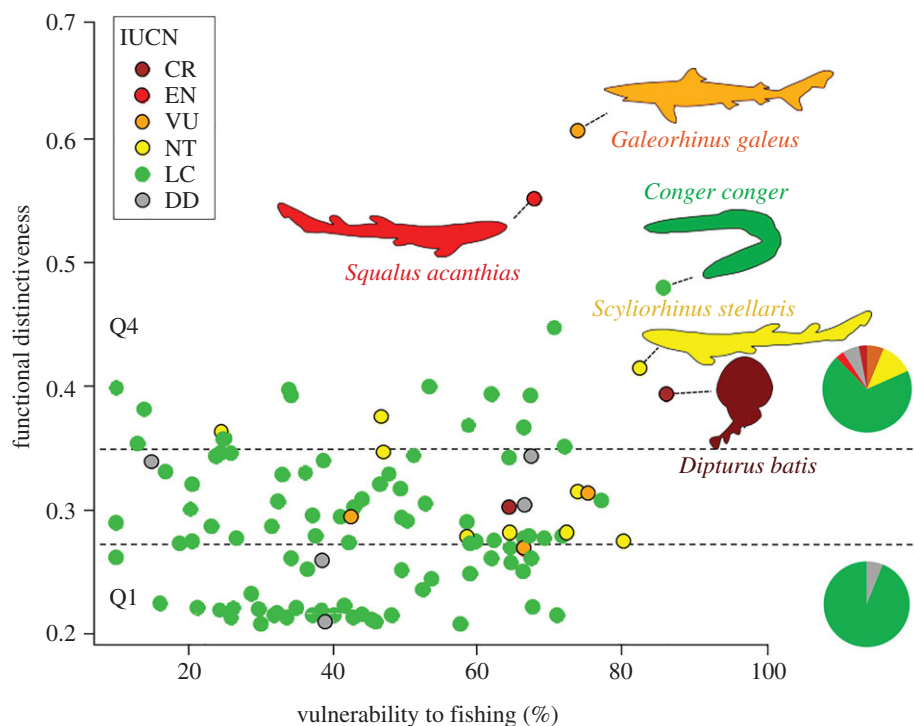 0.7
IUCN
CR
EN
VU
NT
LC
DD
0.6
Galeorhinus galeus
Conger conger
0.5
Squalus acanthias
Scyliorhinus stellaris
Q4
0.4
functional distinctiveness
Dipturus batis
0.3
Q1
0.2
20 40 60 80 100
vulnerability to fishing (%)